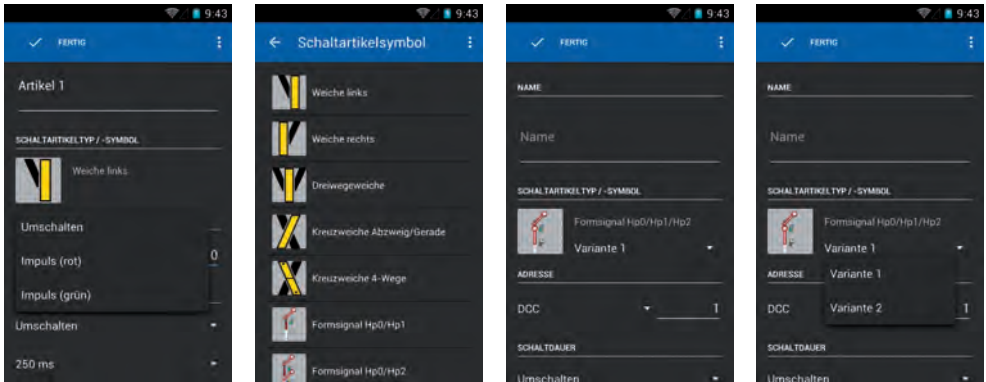 9:43
FERTIG
Artikel 1
SCHALTARTIKELTYP / -SYMBOL
Weiche links
Umschalten
Impuls (rot)
0
Impuls (grün)
Umschalten
250 ms
9:43
Schaltartikelsymbol
Weiche links
Weiche rechts
Dreiwegeweiche
Kreuzweiche Abzweig/Gerade
Kreuzweiche 4-Wege
Formsignal Hp0/Hp1
Formsignal Hp0/Hp2
9:43
FERTIG
NAME
Name
SCHALTARTIKELTYP / -SYMBOL
Formsignal Hp0/Hp1/Hp2
Variante 1
ADRESSE
DCC 1
SCHALTDAUER
Umschalten
9:43
FERTIG
NAME
Name
SCHALTARTIKELTYP / -SYMBOL
Formsignal Hp0/Hp1/Hp2
Variante 1
ADRESSE
Variante 1
DCC
Variante 2
1
SCHALTDAUER
Umschalten